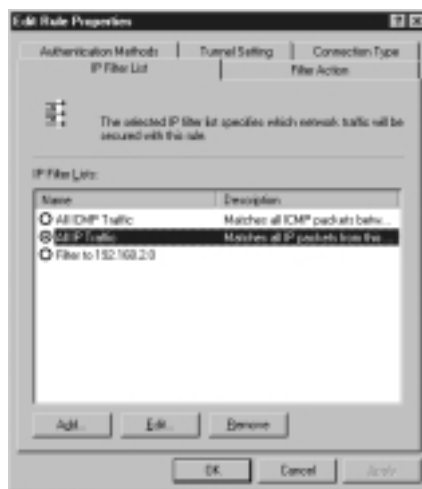 Edit Rule Properties
Authentication Methods Tunnel Setting Connection Type
IP Filter List Filter Action
The selected IP filter list specifies which network traffic will be
secured with this rule.
IP Filter Lists:
Name Description
All ICMP Traffic Matches all ICMP packets betw...
All IP Traffic Matches all IP packets from the ...
Filter to 192.168.2.0
Add... Edit... Remove
OK Cancel Apply